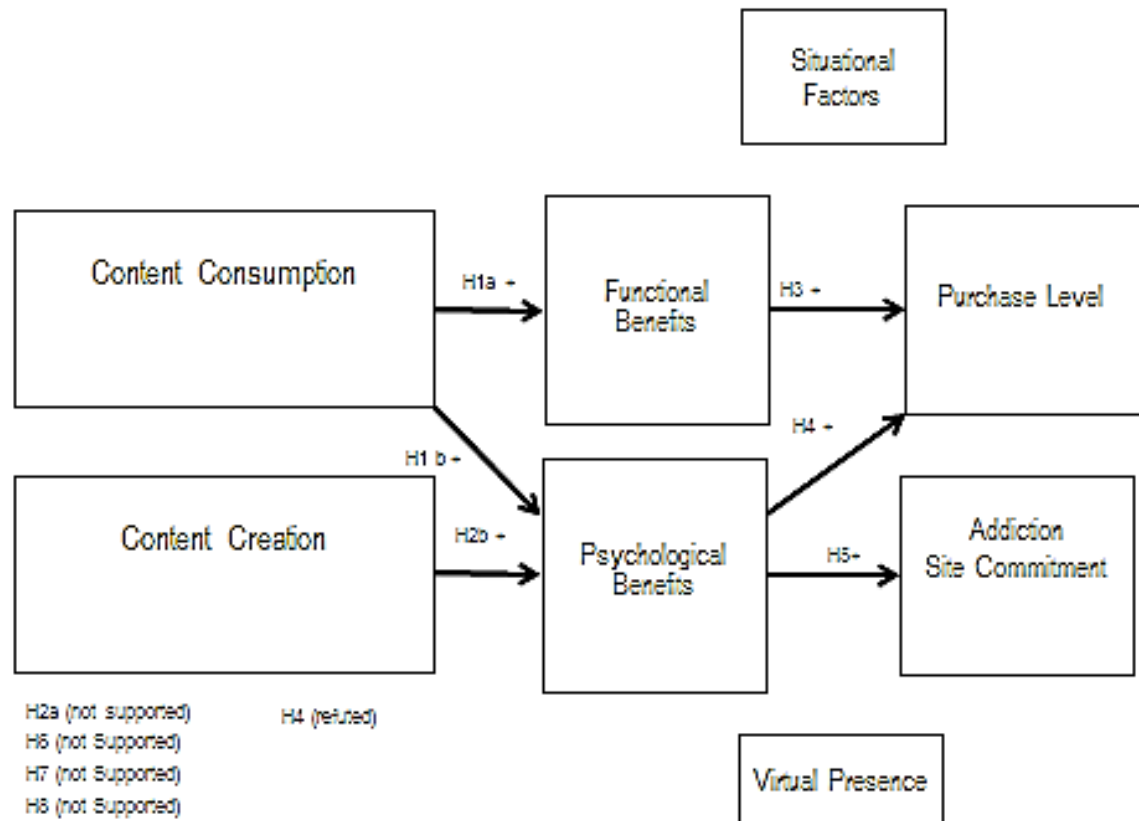 Situational
Factors
Content Consumption
H1a +
Functional
Benefits
H3 +
Purchase Level
H1 b +
H4 +
Content Creation
H2b +
Psychological
Benefits
H5+
Addiction
Site Commitment
H2a (not supported)
H4 (refuted)
H6 (not Supported)
H7 (not Supported)
H8 (not Supported)
Virtual Presence